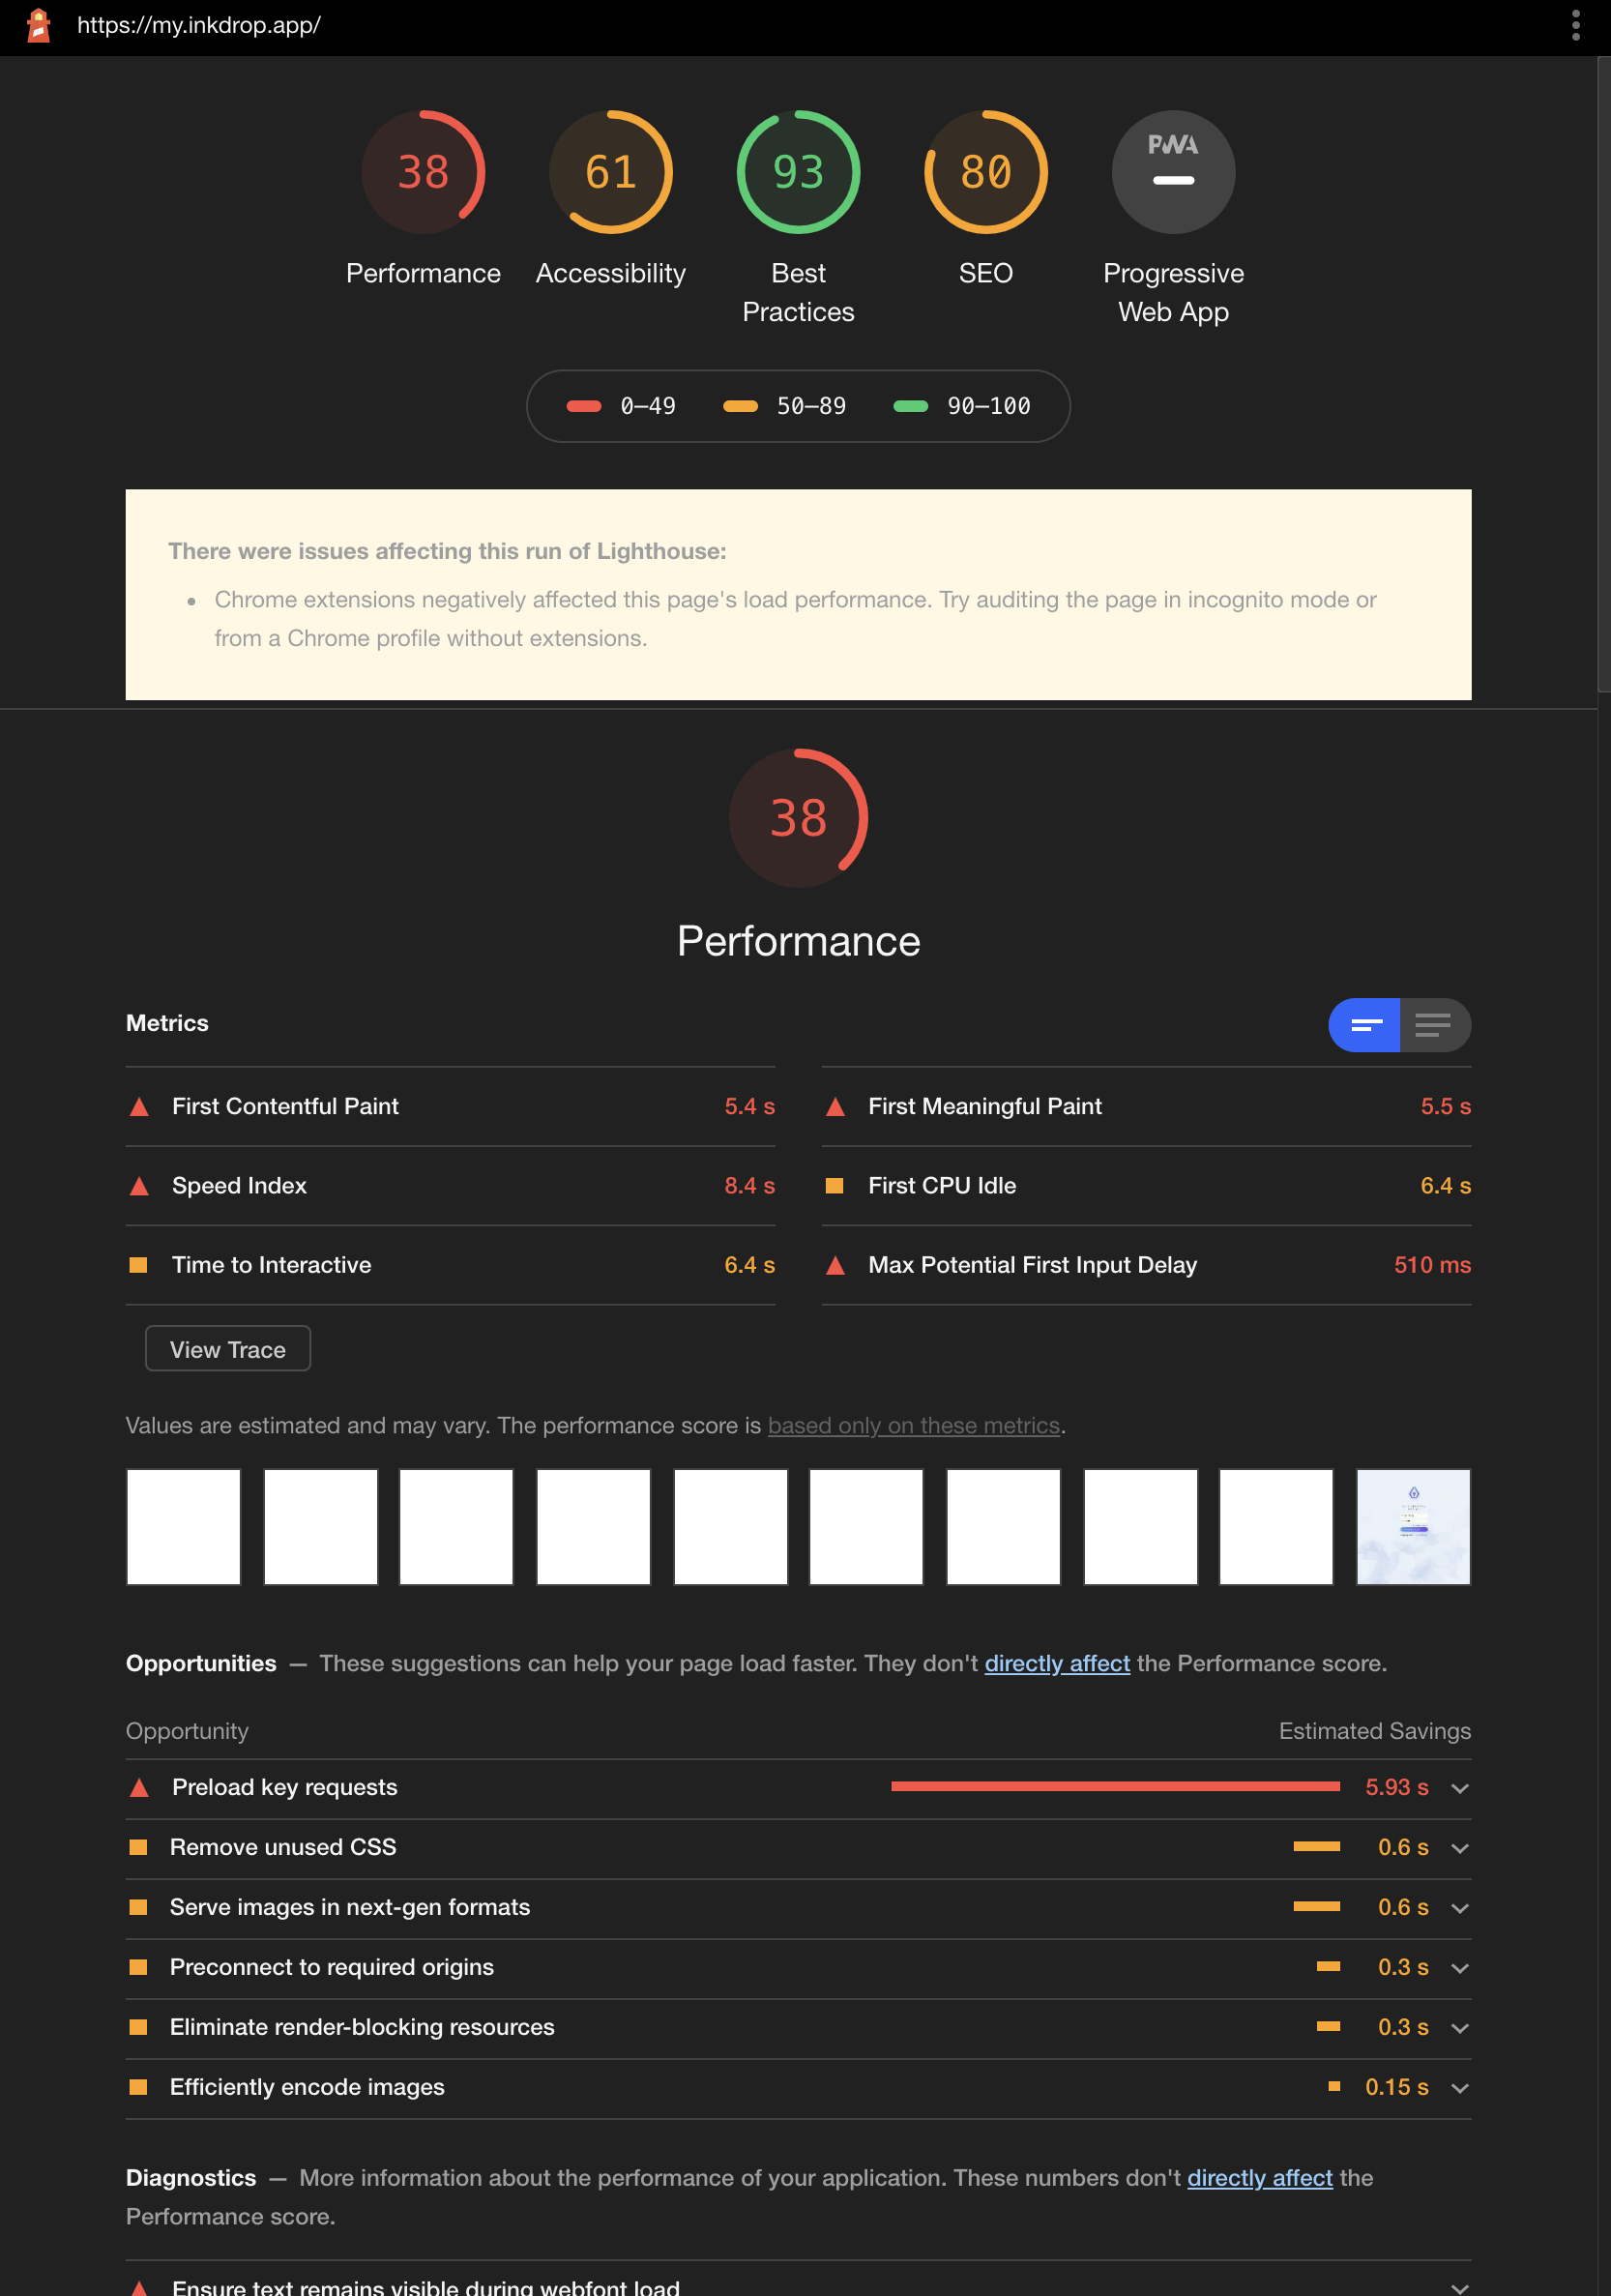 https://my.inkdrop.app/
38
61
93
80
PWA
Performance
Accessibility
Best
Practices
SEO
Progressive
Web App
0–49
50–89
90–100
There were issues affecting this run of Lighthouse:
• Chrome extensions negatively affected this page's load performance. Try auditing the page in incognito mode or
from a Chrome profile without extensions.
38
Performance
Metrics
First Contentful Paint 5.4 s
First Meaningful Paint 5.5 s
Speed Index 8.4 s
First CPU Idle 6.4 s
Time to Interactive 6.4 s
Max Potential First Input Delay 510 ms
View Trace
Values are estimated and may vary. The performance score is based only on these metrics.
Opportunities — These suggestions can help your page load faster. They don't directly affect the Performance score.
Opportunity Estimated Savings
Preload key requests 5.93 s
Remove unused CSS 0.6 s
Serve images in next-gen formats 0.6 s
Preconnect to required origins 0.3 s
Eliminate render-blocking resources 0.3 s
Efficiently encode images 0.15 s
Diagnostics — More information about the performance of your application. These numbers don't directly affect the
Performance score.
Ensure text remains visible during webfont load